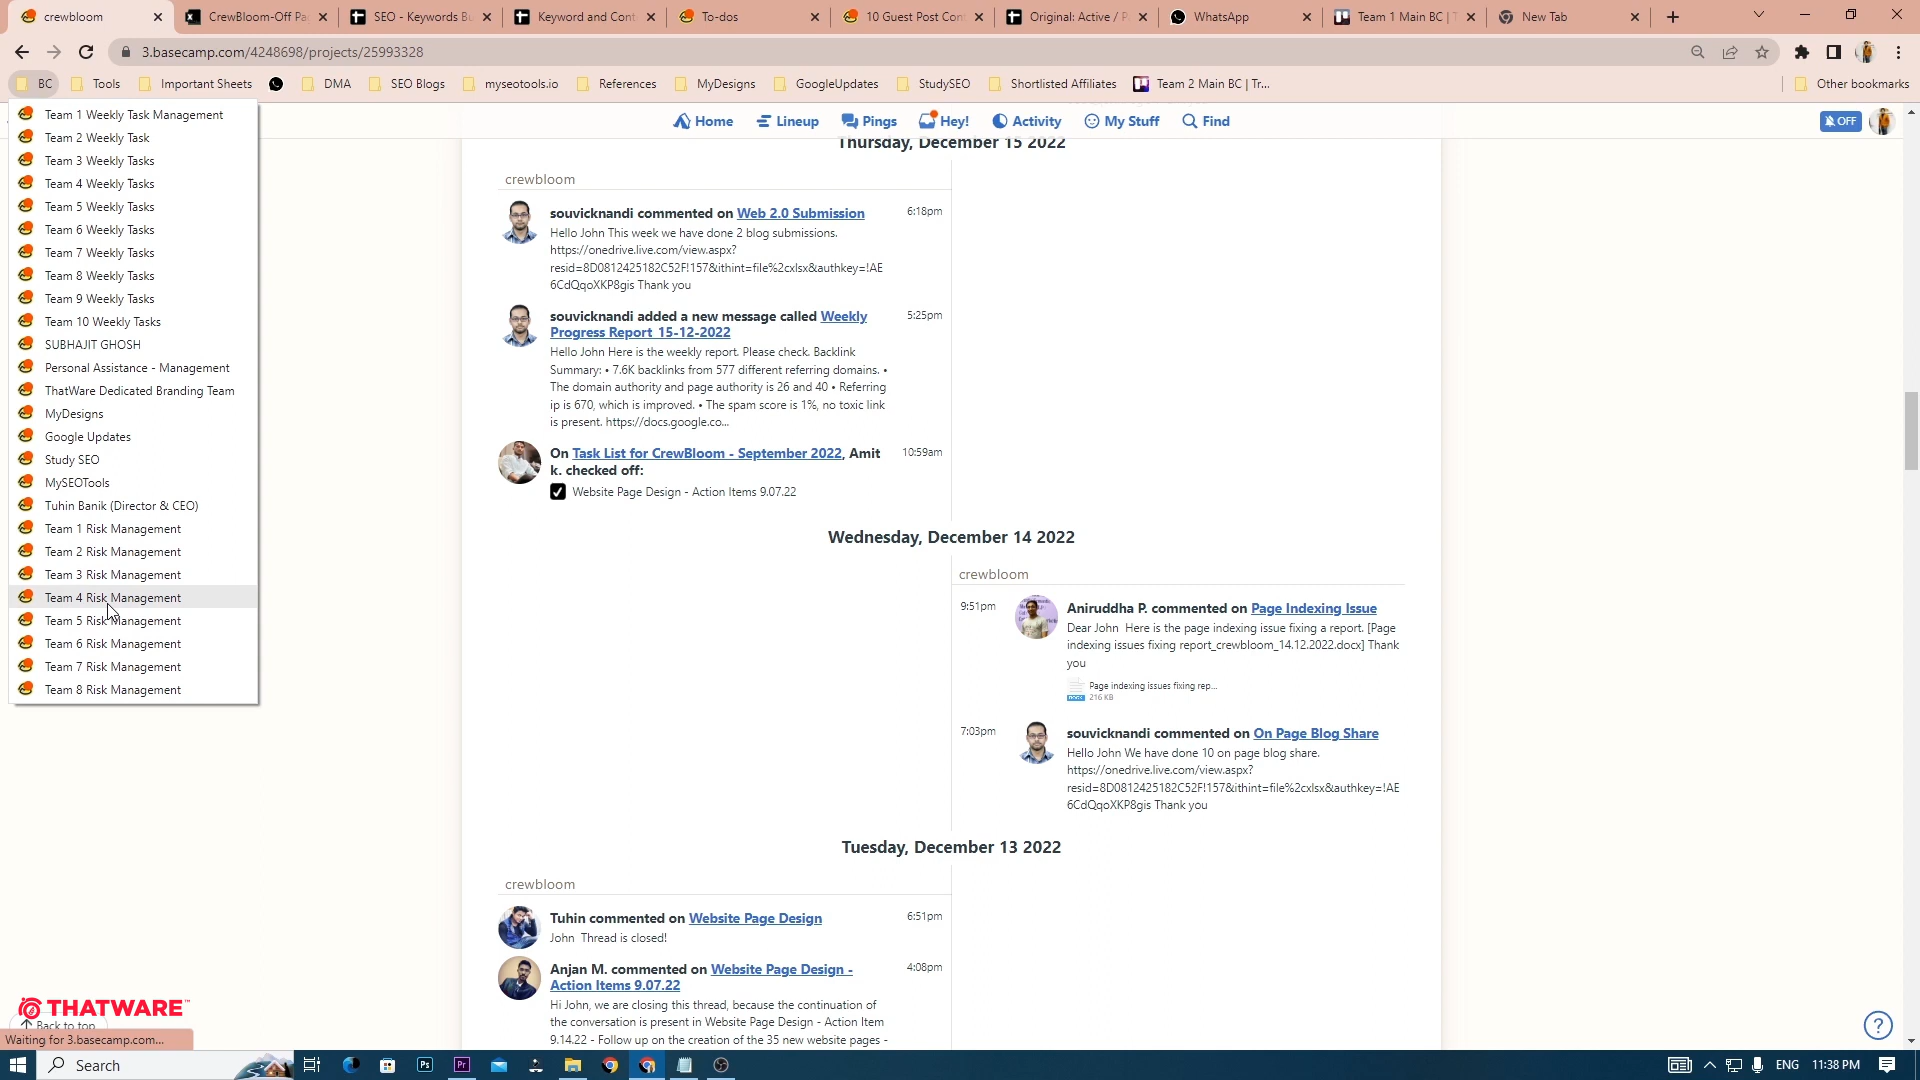 crewbloom
CrewBloom-Off Pa
SEO - Keywords Bu
Keyword and Cont
To-dos
10 Guest Post Con
Original: Active / P
WhatsApp
Team 1 Main BC | T
New Tab
3.basecamp.com/4248698/projects/25993328
BC
Tools
Important Sheets
DMA
SEO Blogs
myseotools.io
References
MyDesigns
GoogleUpdates
StudySEO
Shortlisted Affiliates
Team 2 Main BC | Tr...
Other bookmarks
Team 1 Weekly Task Management
Team 2 Weekly Task
Team 3 Weekly Tasks
Team 4 Weekly Tasks
Team 5 Weekly Tasks
Team 6 Weekly Tasks
Team 7 Weekly Tasks
Team 8 Weekly Tasks
Team 9 Weekly Tasks
Team 10 Weekly Tasks
SUBHAJIT GHOSH
Personal Assistance - Management
ThatWare Dedicated Branding Team
MyDesigns
Google Updates
Study SEO
MySEOTools
Tuhin Banik (Director & CEO)
Team 1 Risk Management
Team 2 Risk Management
Team 3 Risk Management
Team 4 Risk Management
Team 5 Risk Management
Team 6 Risk Management
Team 7 Risk Management
Team 8 Risk Management
Home
Lineup
Pings
Hey!
Activity
My Stuff
Find
OFF
Thursday, December 15 2022
crewbloom
souvicknandi commented on Web 2.0 Submission 6:18pm
Hello John This week we have done 2 blog submissions.
https://onedrive.live.com/view.aspx?
resid=8D0812425182C52F!157&ithint=file%2cxlsx&authkey=!AE
6CdQqoXKP8gis Thank you
souvicknandi added a new message called Weekly 5:25pm
Progress Report 15-12-2022
Hello John Here is the weekly report. Please check. Backlink
Summary: • 7.6K backlinks from 577 different referring domains. •
The domain authority and page authority is 26 and 40 • Referring
ip is 670, which is improved. • The spam score is 1%, no toxic link
is present. https://docs.google.co...
On Task List for CrewBloom - September 2022, Amit 10:59am
k. checked off:
Website Page Design - Action Items 9.07.22
Wednesday, December 14 2022
crewbloom
9:51pm Aniruddha P. commented on Page Indexing Issue
Dear John Here is the page indexing issue fixing a report. [Page
indexing issues fixing report_crewbloom_14.12.2022.docx] Thank
you
Page indexing issues fixing rep...
DOCX 216 KB
7:03pm souvicknandi commented on On Page Blog Share
Hello John We have done 10 on page blog share.
https://onedrive.live.com/view.aspx?
resid=8D0812425182C52F!157&ithint=file%2cxlsx&authkey=!AE
6CdQqoXKP8gis Thank you
Tuesday, December 13 2022
crewbloom
Tuhin commented on Website Page Design 6:51pm
John Thread is closed!
Anjan M. commented on Website Page Design - 4:08pm
Action Items 9.07.22
Hi John, we are closing this thread, because the continuation of
the conversation is present in Website Page Design - Action Item
9.14.22 - Follow up on the creation of the 35 new website pages -
THATWARE™
Back to top
Waiting for 3.basecamp.com...
?
Search
Ps
Pr
ENG
11:38 PM